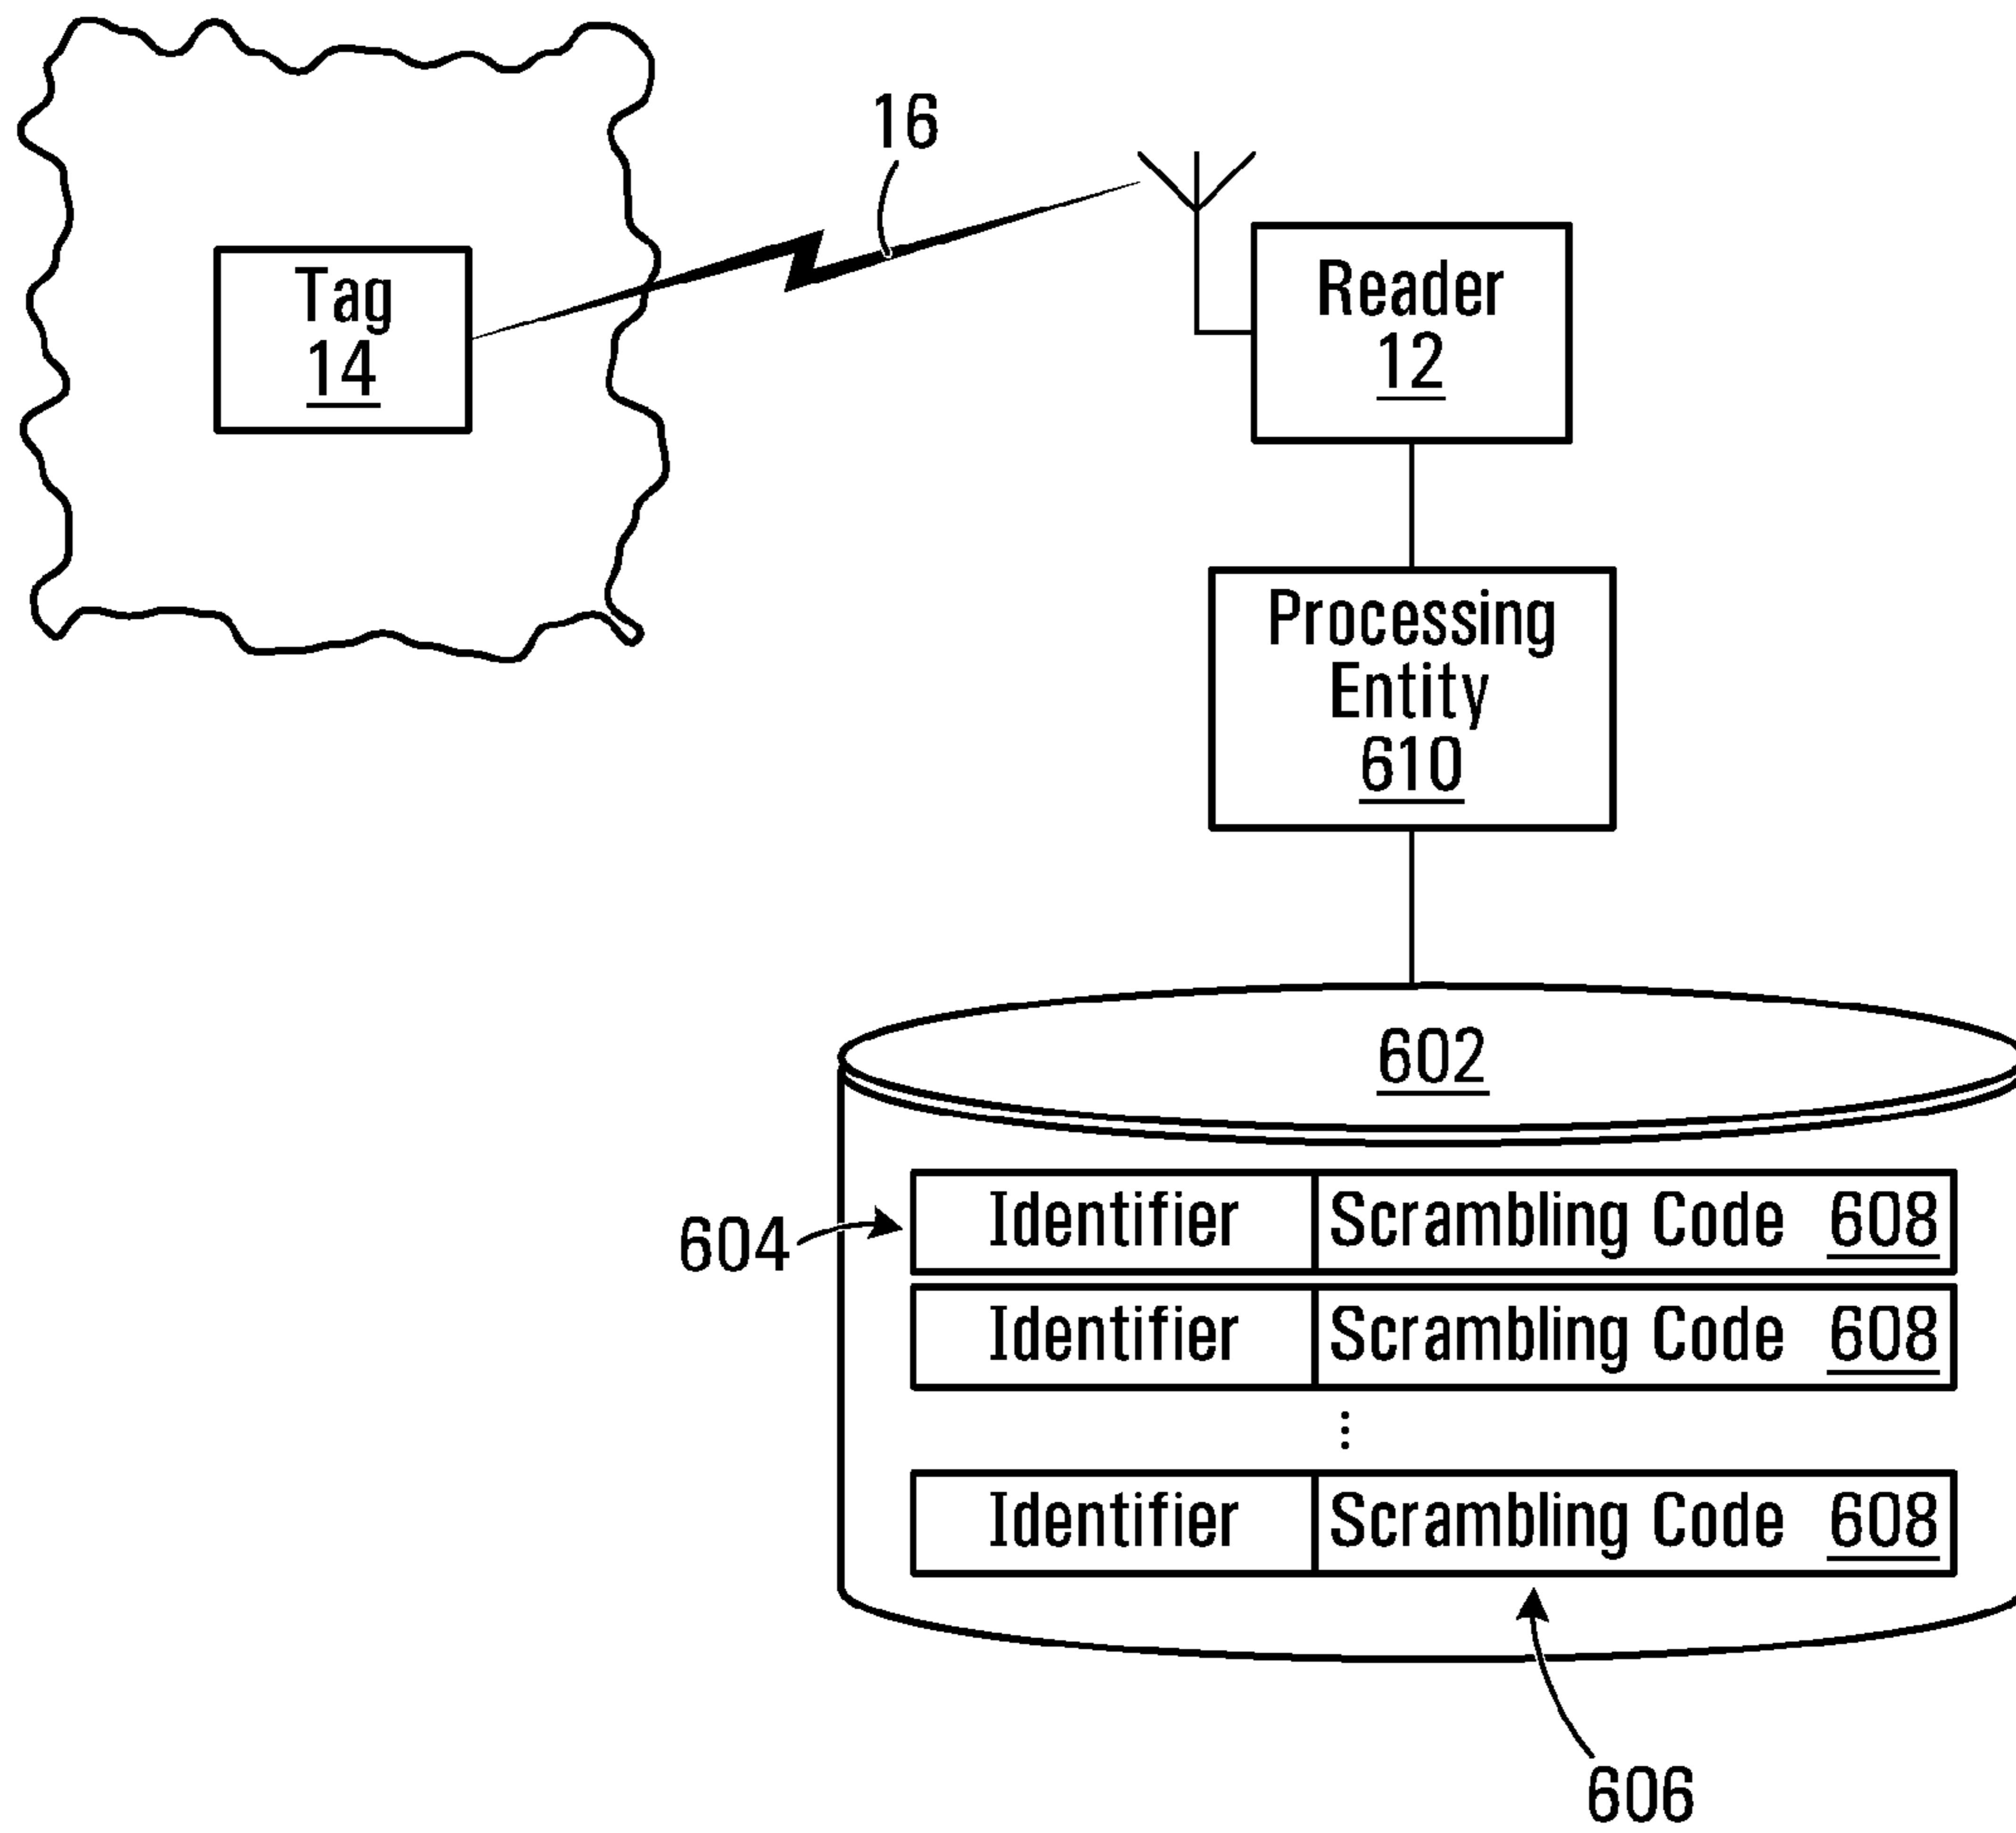 16
Tag
14
Reader
12
Processing
Entity
610
602
604
Identifier Scrambling Code 608
Identifier Scrambling Code 608
⋮
Identifier Scrambling Code 608
606